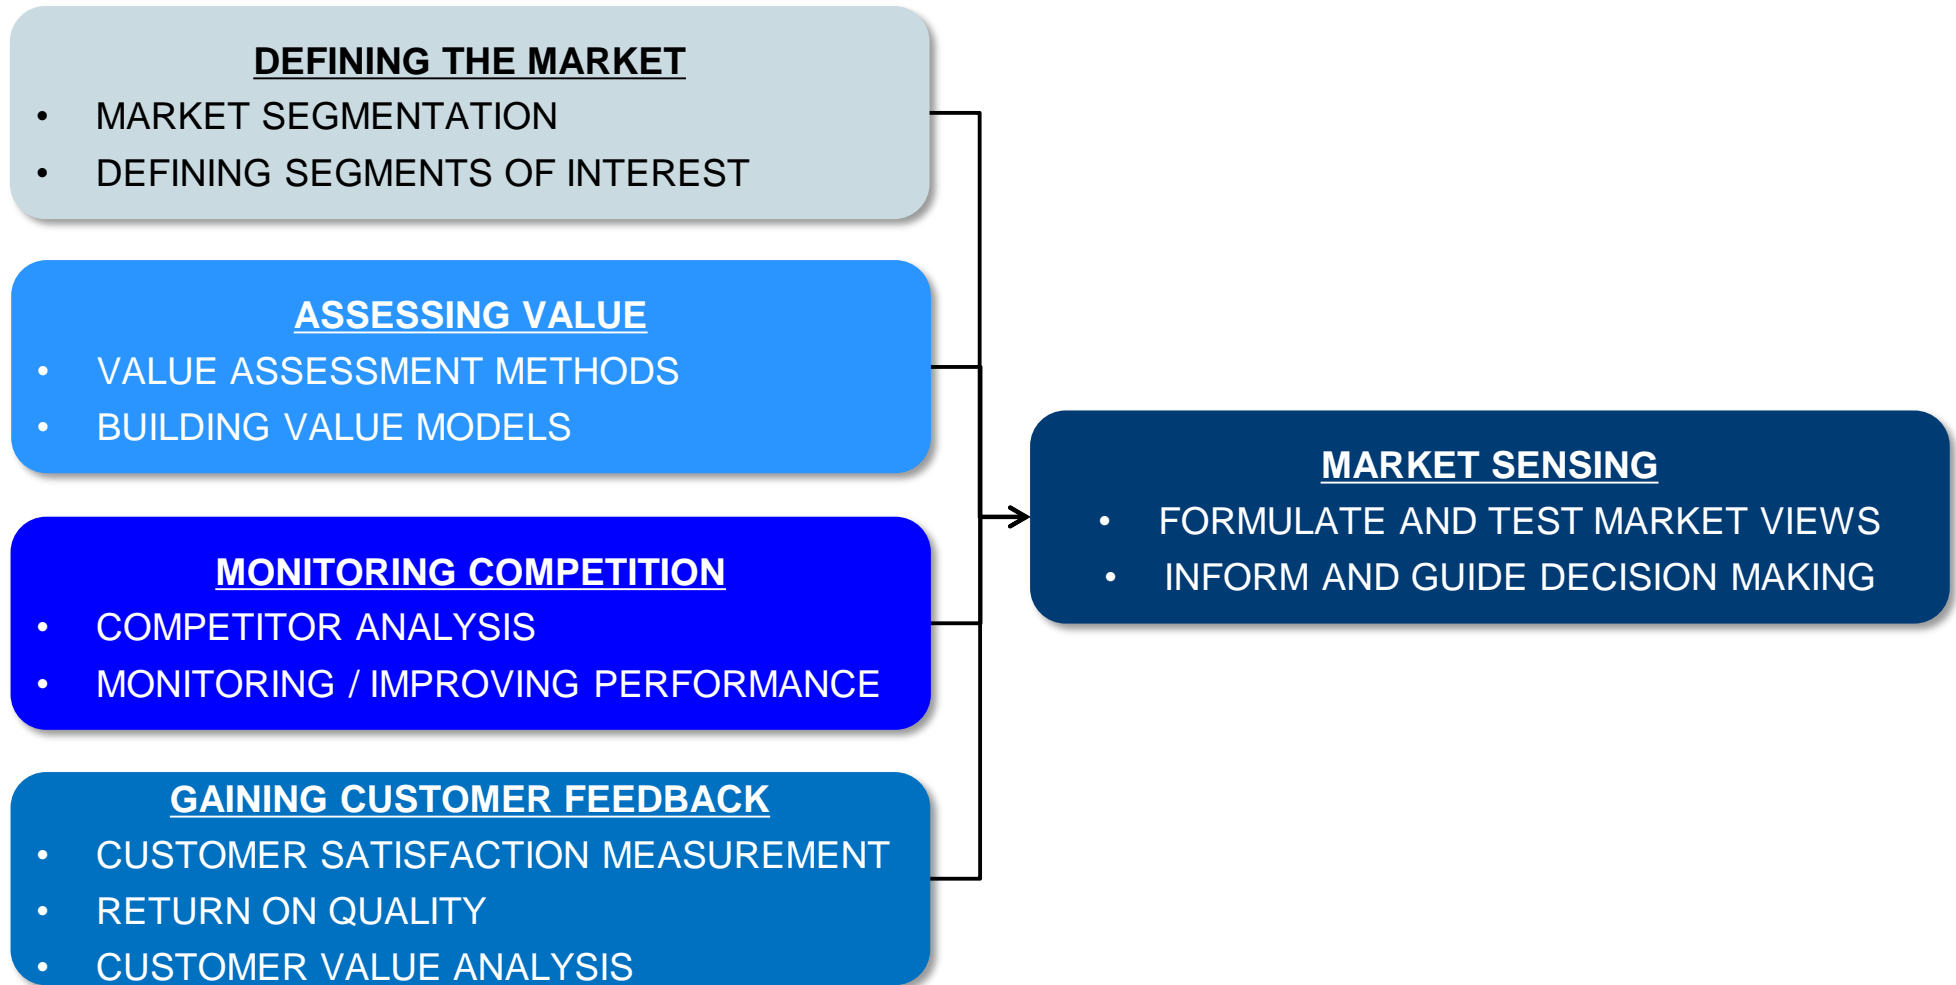 DEFINING THE MARKET
• MARKET SEGMENTATION
• DEFINING SEGMENTS OF INTEREST
ASSESSING VALUE
• VALUE ASSESSMENT METHODS
• BUILDING VALUE MODELS
MONITORING COMPETITION
• COMPETITOR ANALYSIS
• MONITORING / IMPROVING PERFORMANCE
GAINING CUSTOMER FEEDBACK
• CUSTOMER SATISFACTION MEASUREMENT
• RETURN ON QUALITY
• CUSTOMER VALUE ANALYSIS
MARKET SENSING
• FORMULATE AND TEST MARKET VIEWS
• INFORM AND GUIDE DECISION MAKING